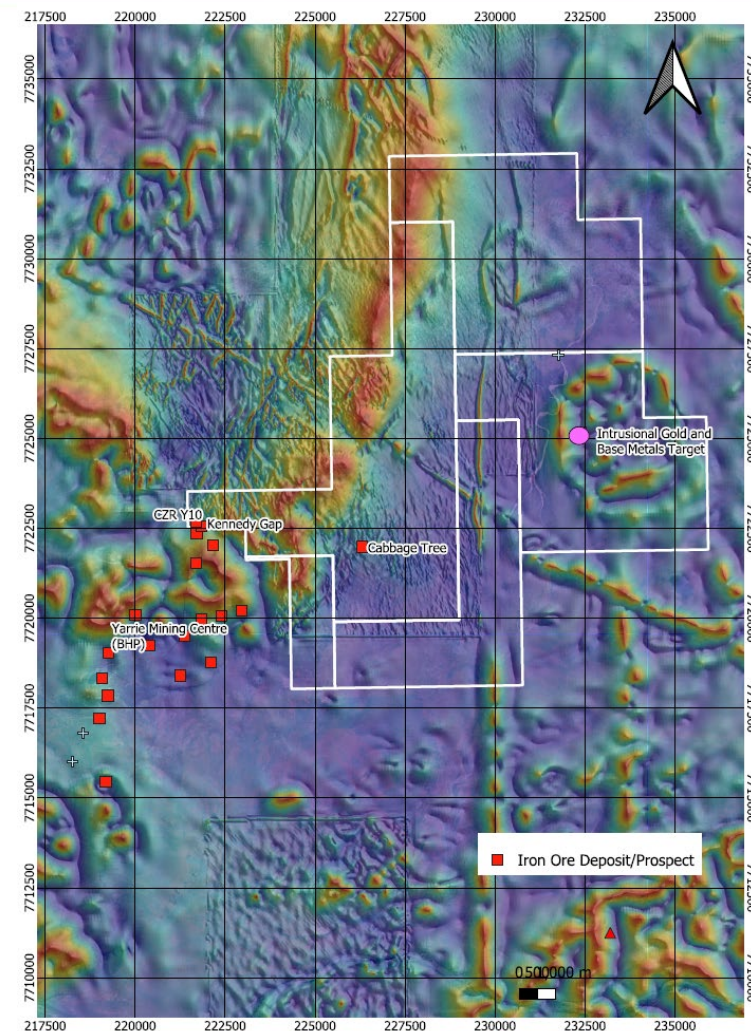 217500 220000 222500 225000 227500 230000 232500 235000
7735000
7732500
7730000
7727500
7725000
7722500
7720000
7717500
7715000
7712500
7710000
Intrusional Gold and
Base Metals Target
CZR Y10
Kennedy Gap
Cabbage Tree
Yarrie Mining Centre
(BHP)
Iron Ore Deposit/Prospect
217500 220000 222500 225000 227500 230000 232500 235000